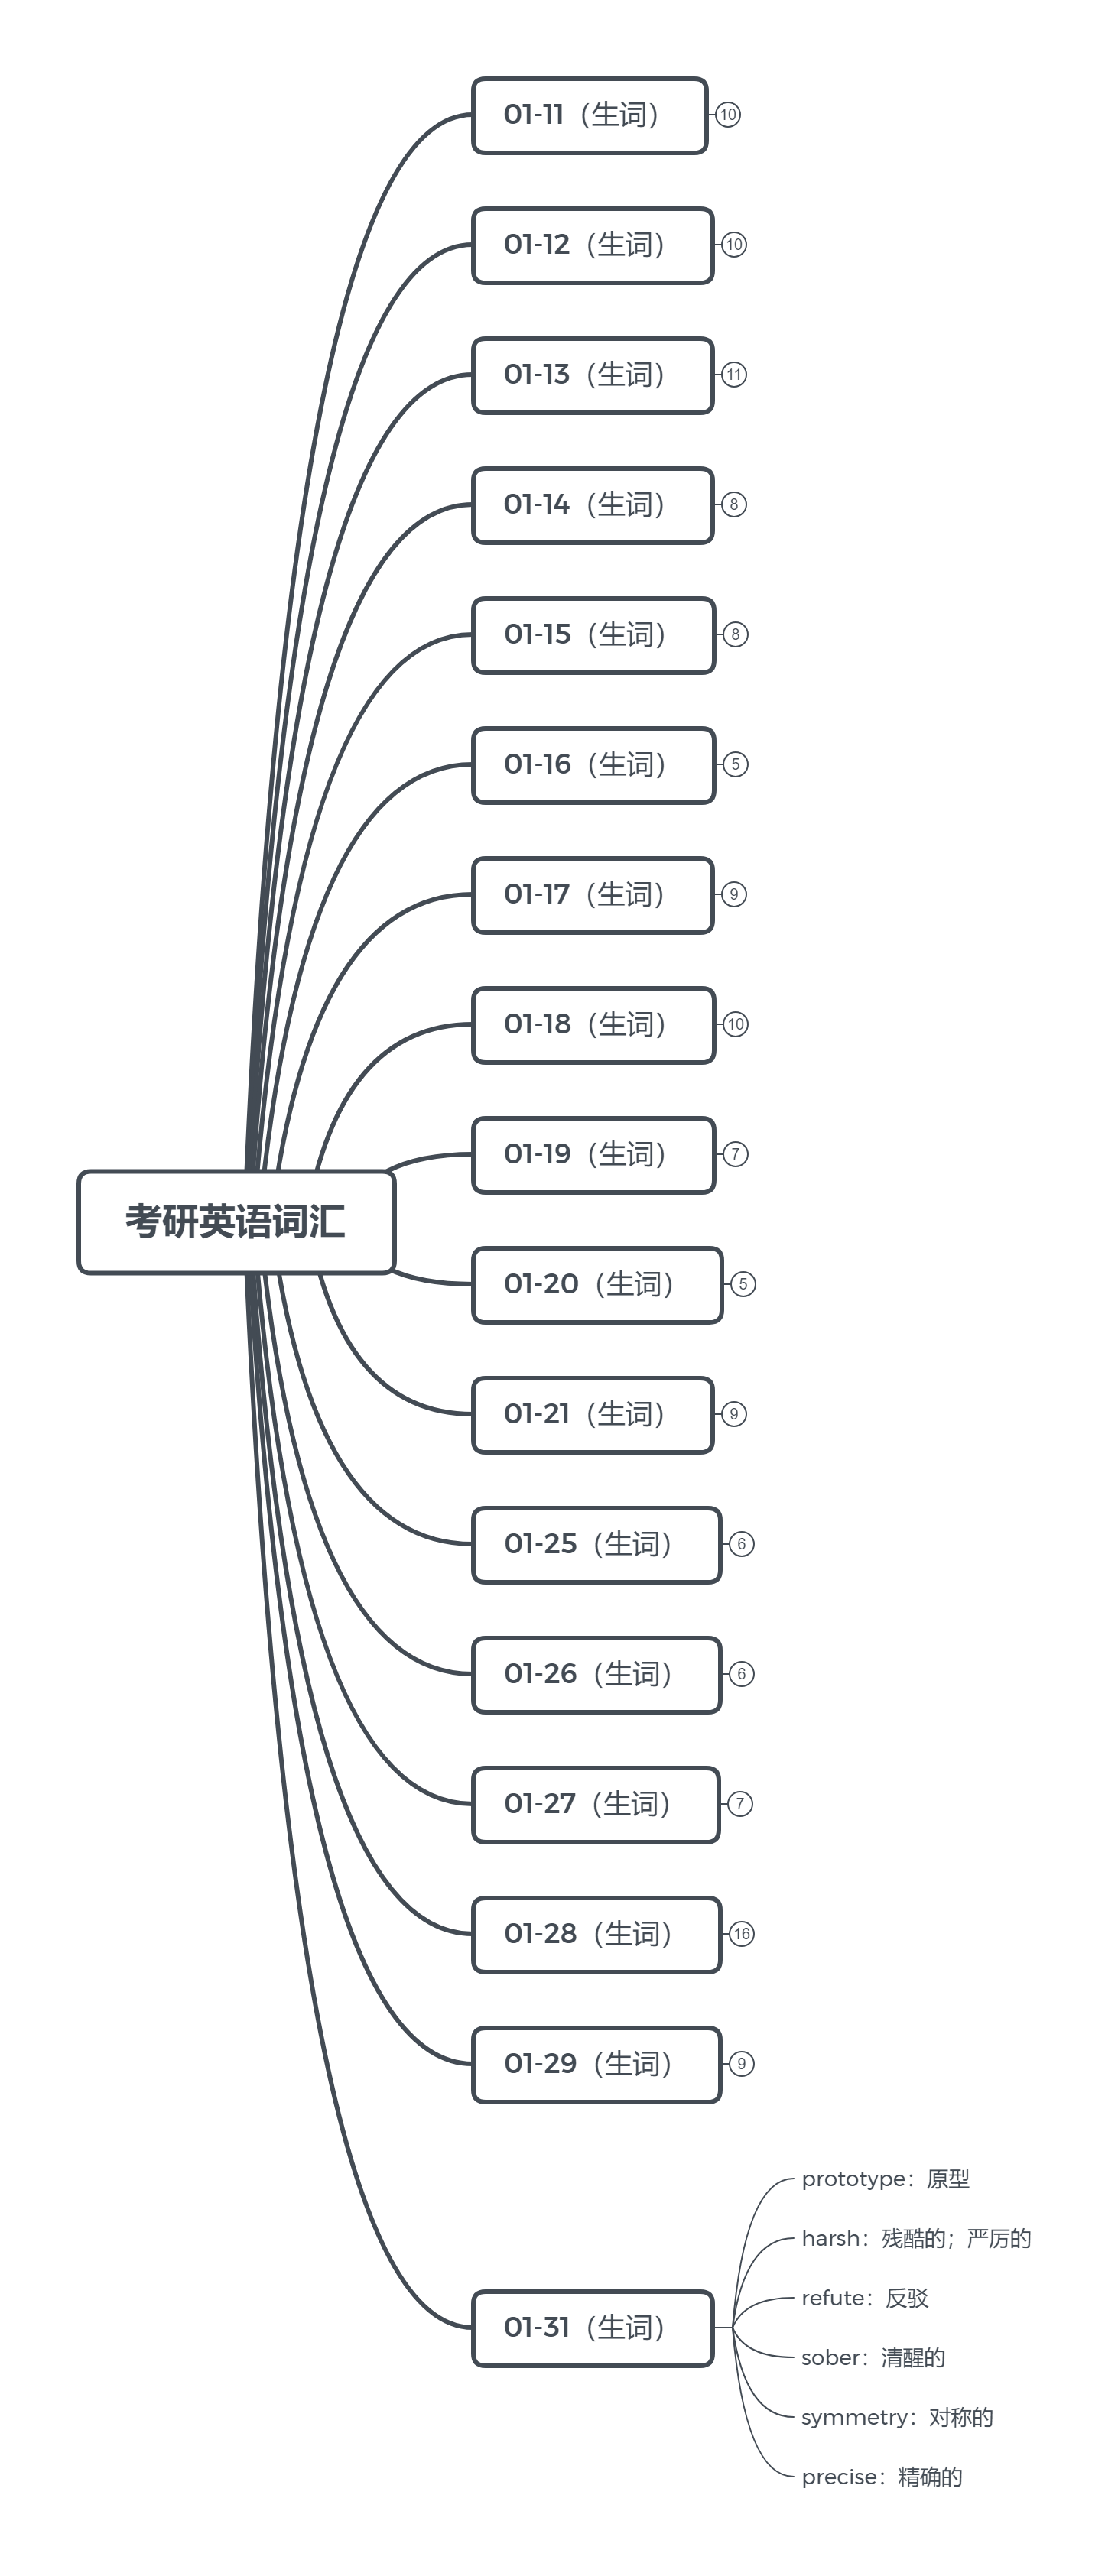 01-11（生词）
10
01-12（生词）
10
01-13（生词）
11
01-14（生词）
8
01-15（生词）
8
01-16（生词）
5
01-17（生词）
9
01-18（生词）
10
01-19（生词）
7
考研英语词汇
01-20（生词）
5
01-21（生词）
9
01-25（生词）
6
01-26（生词）
6
01-27（生词）
7
01-28（生词）
16
01-29（生词）
9
01-31（生词）
prototype：原型
harsh：残酷的；严厉的
refute：反驳
sober：清醒的
symmetry：对称的
precise：精确的